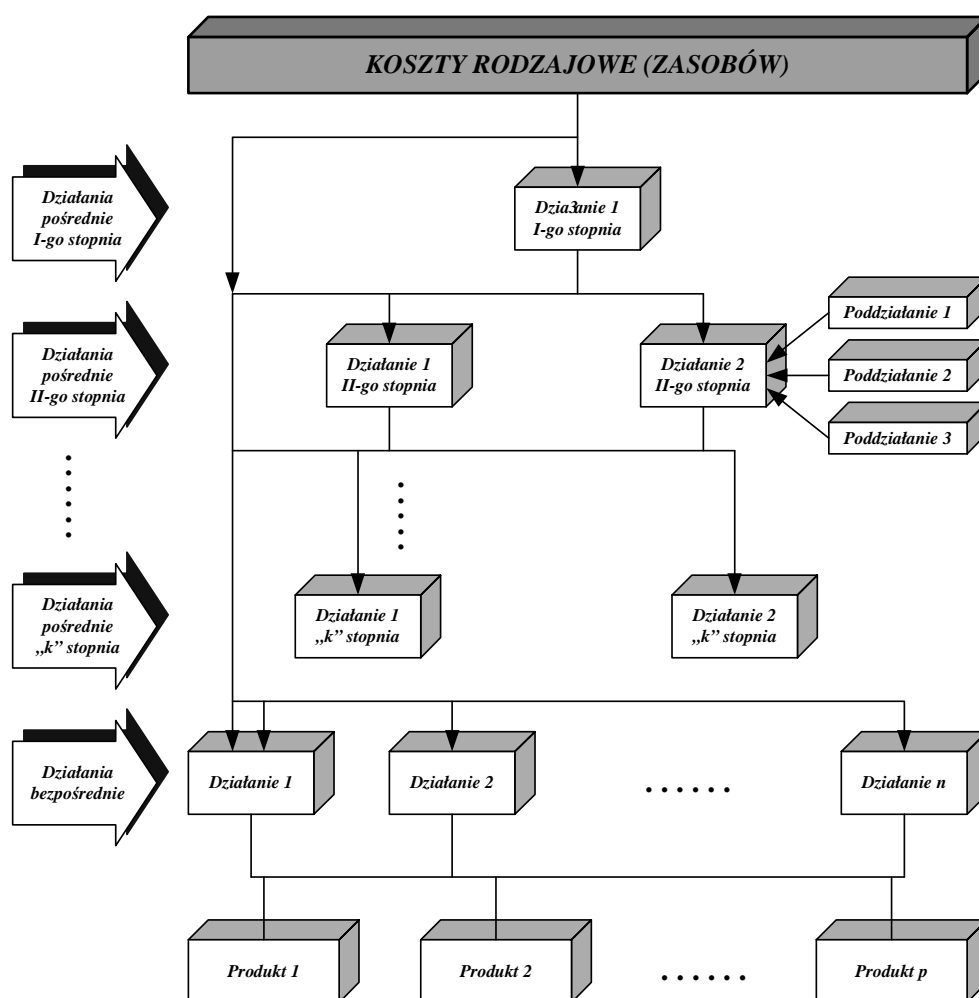 KOSZTY RODZAJOWE (ZASOBÓW)
Działania
pośrednie
I-go stopnia
Dzia3anie 1
I-go stopnia
Działania
pośrednie
II-go stopnia
Działanie 1
II-go stopnia
Działanie 2
II-go stopnia
Poddziałanie 1
Poddziałanie 2
Poddziałanie 3
Działania
pośrednie
„k” stopnia
Działanie 1
„k” stopnia
Działanie 2
„k” stopnia
Działania
bezpośrednie
Działanie 1
Działanie 2
......
Działanie n
Produkt 1
Produkt 2
......
Produkt p